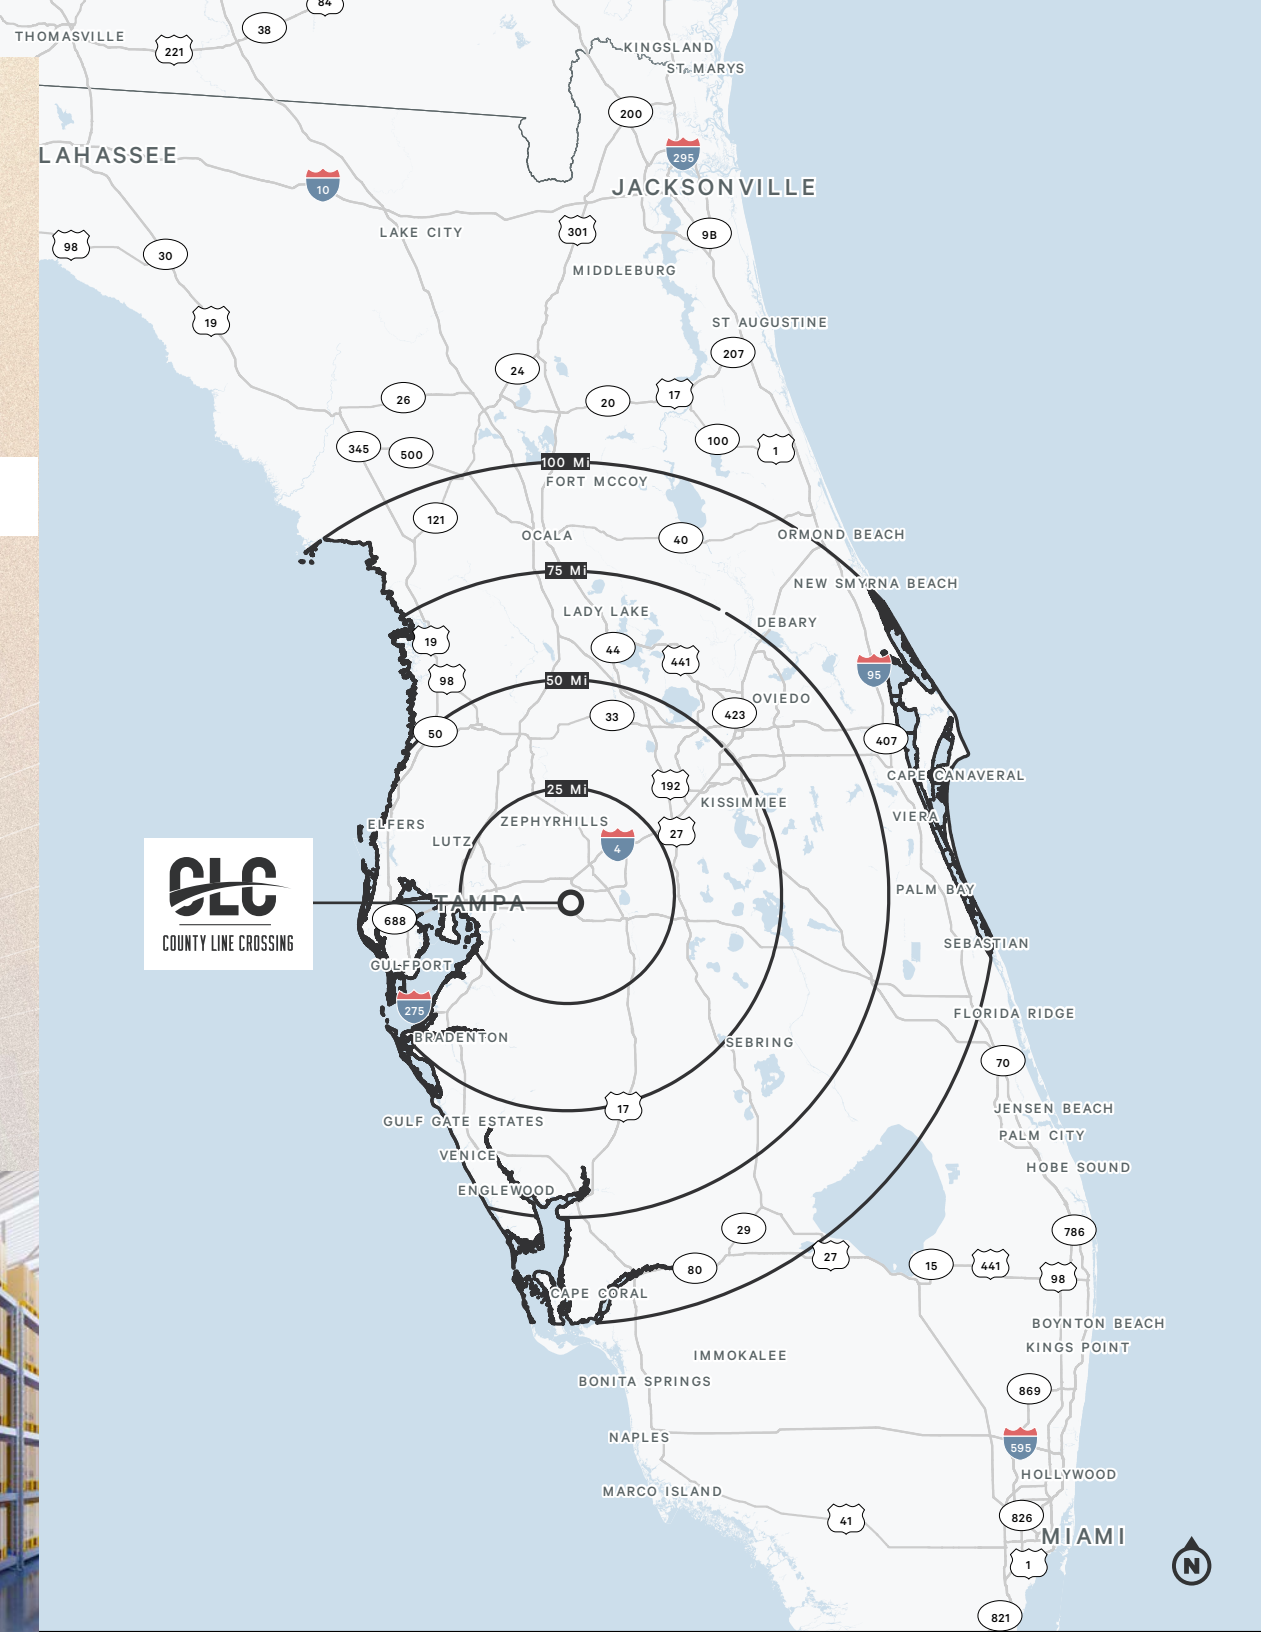 84
THOMASVILLE
38
221
KINGSLAND
ST MARYS
200
LAHASSEE
295
10
JACKSONVILLE
LAKE CITY
301
9B
98
30
MIDDLEBURG
19
ST AUGUSTINE
207
24
26
20
17
345
500
100
1
100 Mi
FORT MCCOY
121
OCALA
40
ORMOND BEACH
75 Mi
NEW SMYRNA BEACH
LADY LAKE
DEBARY
19
44
441
98
95
50 Mi
OVIEDO
33
423
50
407
CAPE CANAVERAL
25 Mi
192
KISSIMMEE
ELFERS
ZEPHYRHILLS
VIERA
LUTZ
4
27
CLC
COUNTY LINE CROSSING
TAMPA
PALM BAY
688
SEBASTIAN
GULFPORT
275
FLORIDA RIDGE
BRADENTON
SEBRING
70
17
JENSEN BEACH
GULF GATE ESTATES
PALM CITY
VENICE
HOBE SOUND
ENGLEWOOD
29
786
27
15
441
80
98
CAPE CORAL
BOYNTON BEACH
KINGS POINT
IMMOKALEE
BONITA SPRINGS
869
NAPLES
595
HOLLYWOOD
MARCO ISLAND
41
826
MIAMI
1
N
821